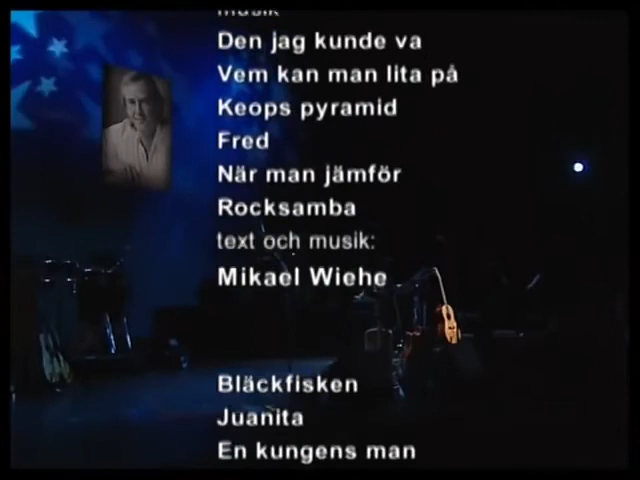 musik
Den jag kunde va
Vem kan man lita på
Keops pyramid
Fred
När man jämför
Rocksamba
text och musik:
Mikael Wiehe
Bläckfisken
Juanita
En kungens man